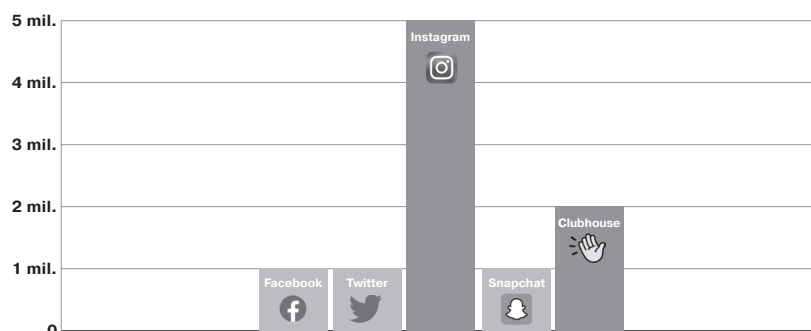 5 mil.
Instagram
4 mil.
3 mil.
2 mil.
Clubhouse
1 mil.
Facebook Twitter Snapchat
0